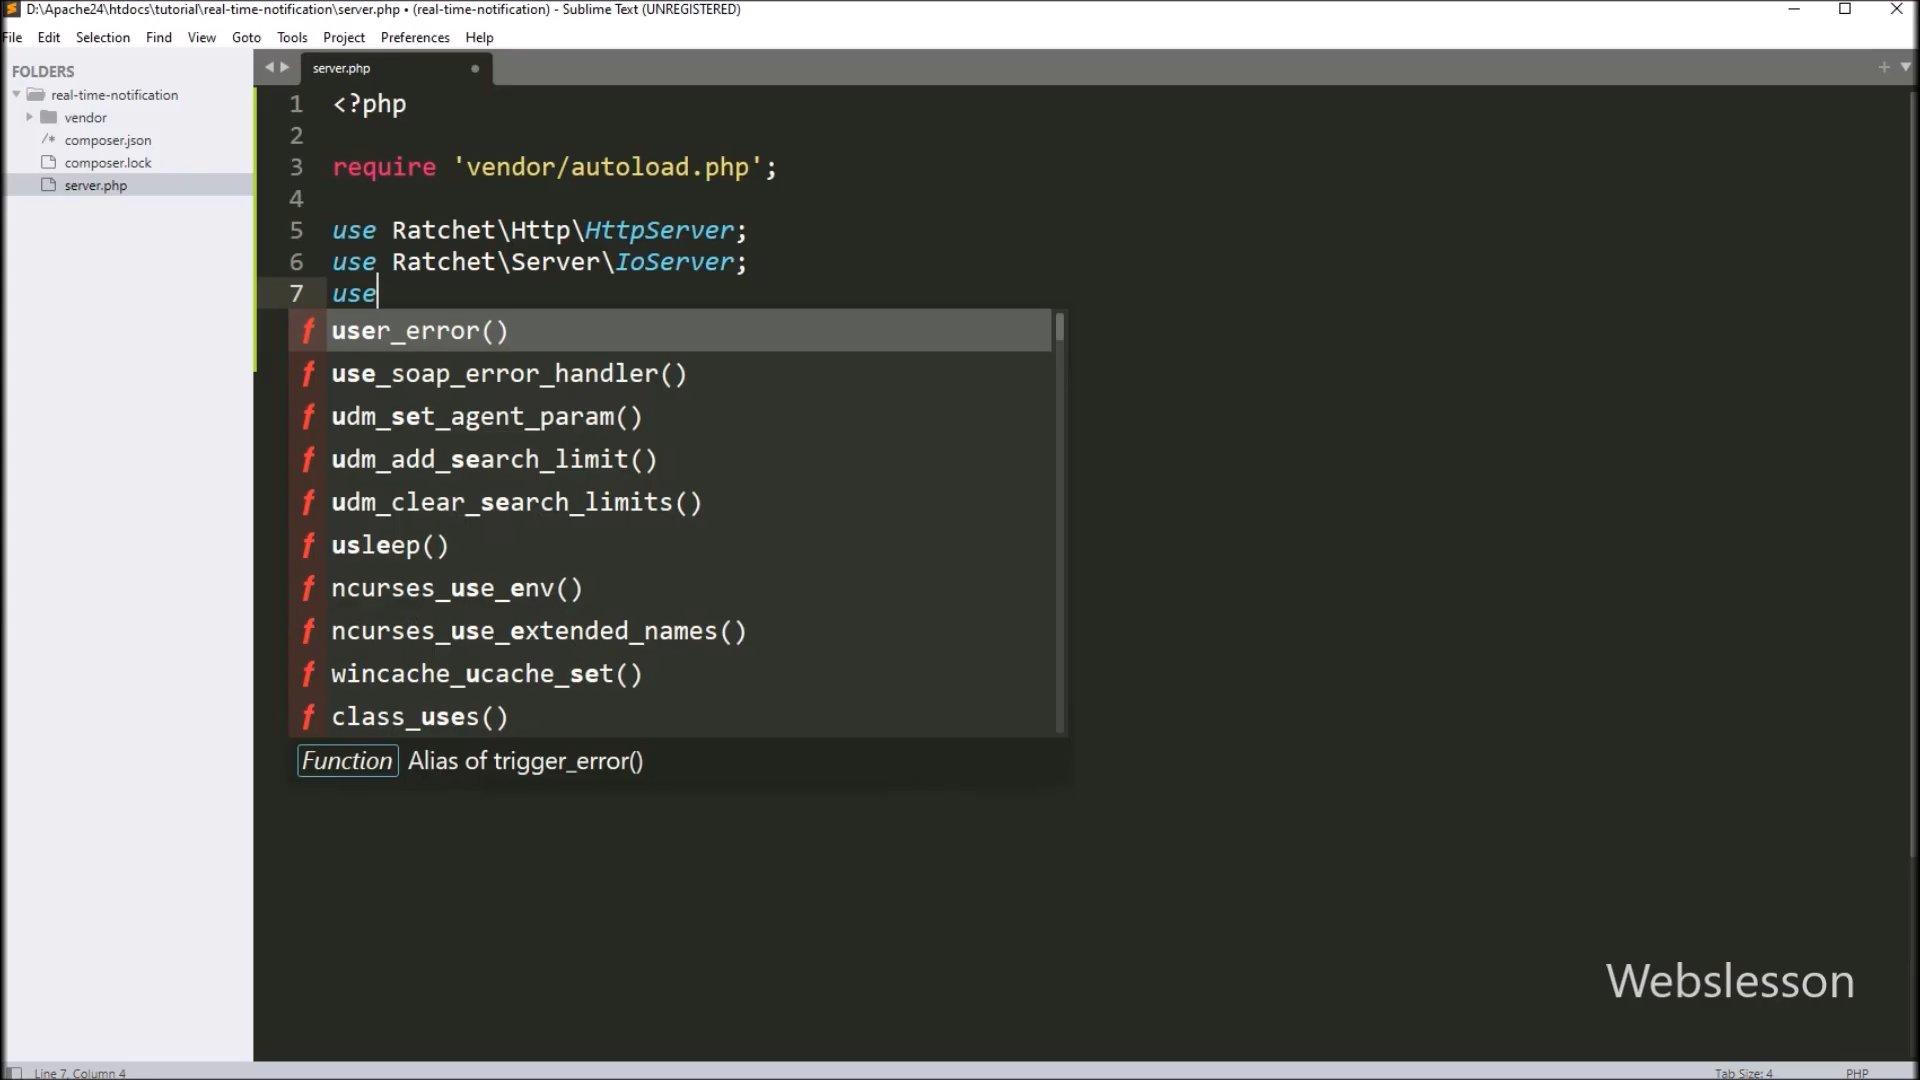 D:\Apache24\htdocs\tutorial\real-time-notification\server.php • (real-time-notification) - Sublime Text (UNREGISTERED)
File Edit Selection Find View Goto Tools Project Preferences Help
FOLDERS
real-time-notification
vendor
/* composer.json
composer.lock
server.php
server.php
1 <?php
2
3 require 'vendor/autoload.php';
4
5 use Ratchet\Http\HttpServer;
6 use Ratchet\Server\IoServer;
7 use
f user_error()
f use_soap_error_handler()
f udm_set_agent_param()
f udm_add_search_limit()
f udm_clear_search_limits()
f usleep()
f ncurses_use_env()
f ncurses_use_extended_names()
f wincache_ucache_set()
f class_uses()
Function Alias of trigger_error()
Webslesson
Line 7, Column 4
Tab Size: 4
PHP